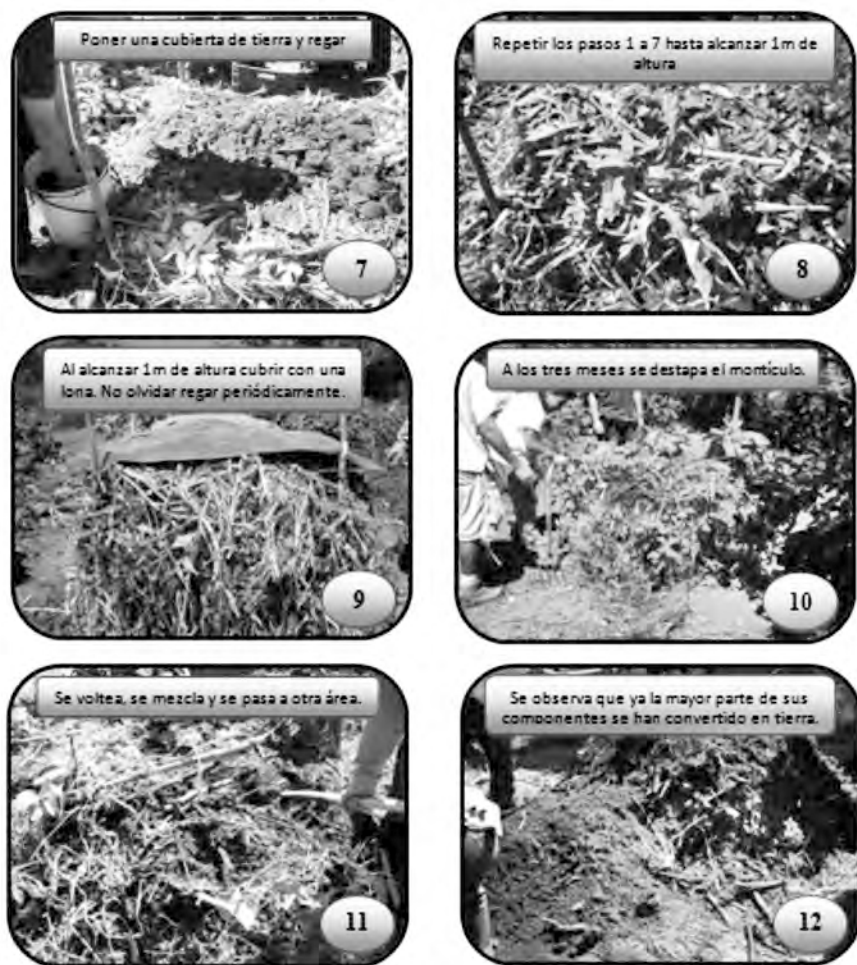 Poner una cubierta de tierra y regar
7
Repetir los pasos 1 a 7 hasta alcanzar 1m de
altura
8
Al alcanzar 1m de altura cubrir con una
lona. No olvidar regar periódicamente.
9
A los tres meses se destapa el montículo.
10
Se voltea, se mezcla y se pasa a otra área.
11
Se observa que ya la mayor parte de sus
componentes se han convertido en tierra.
12